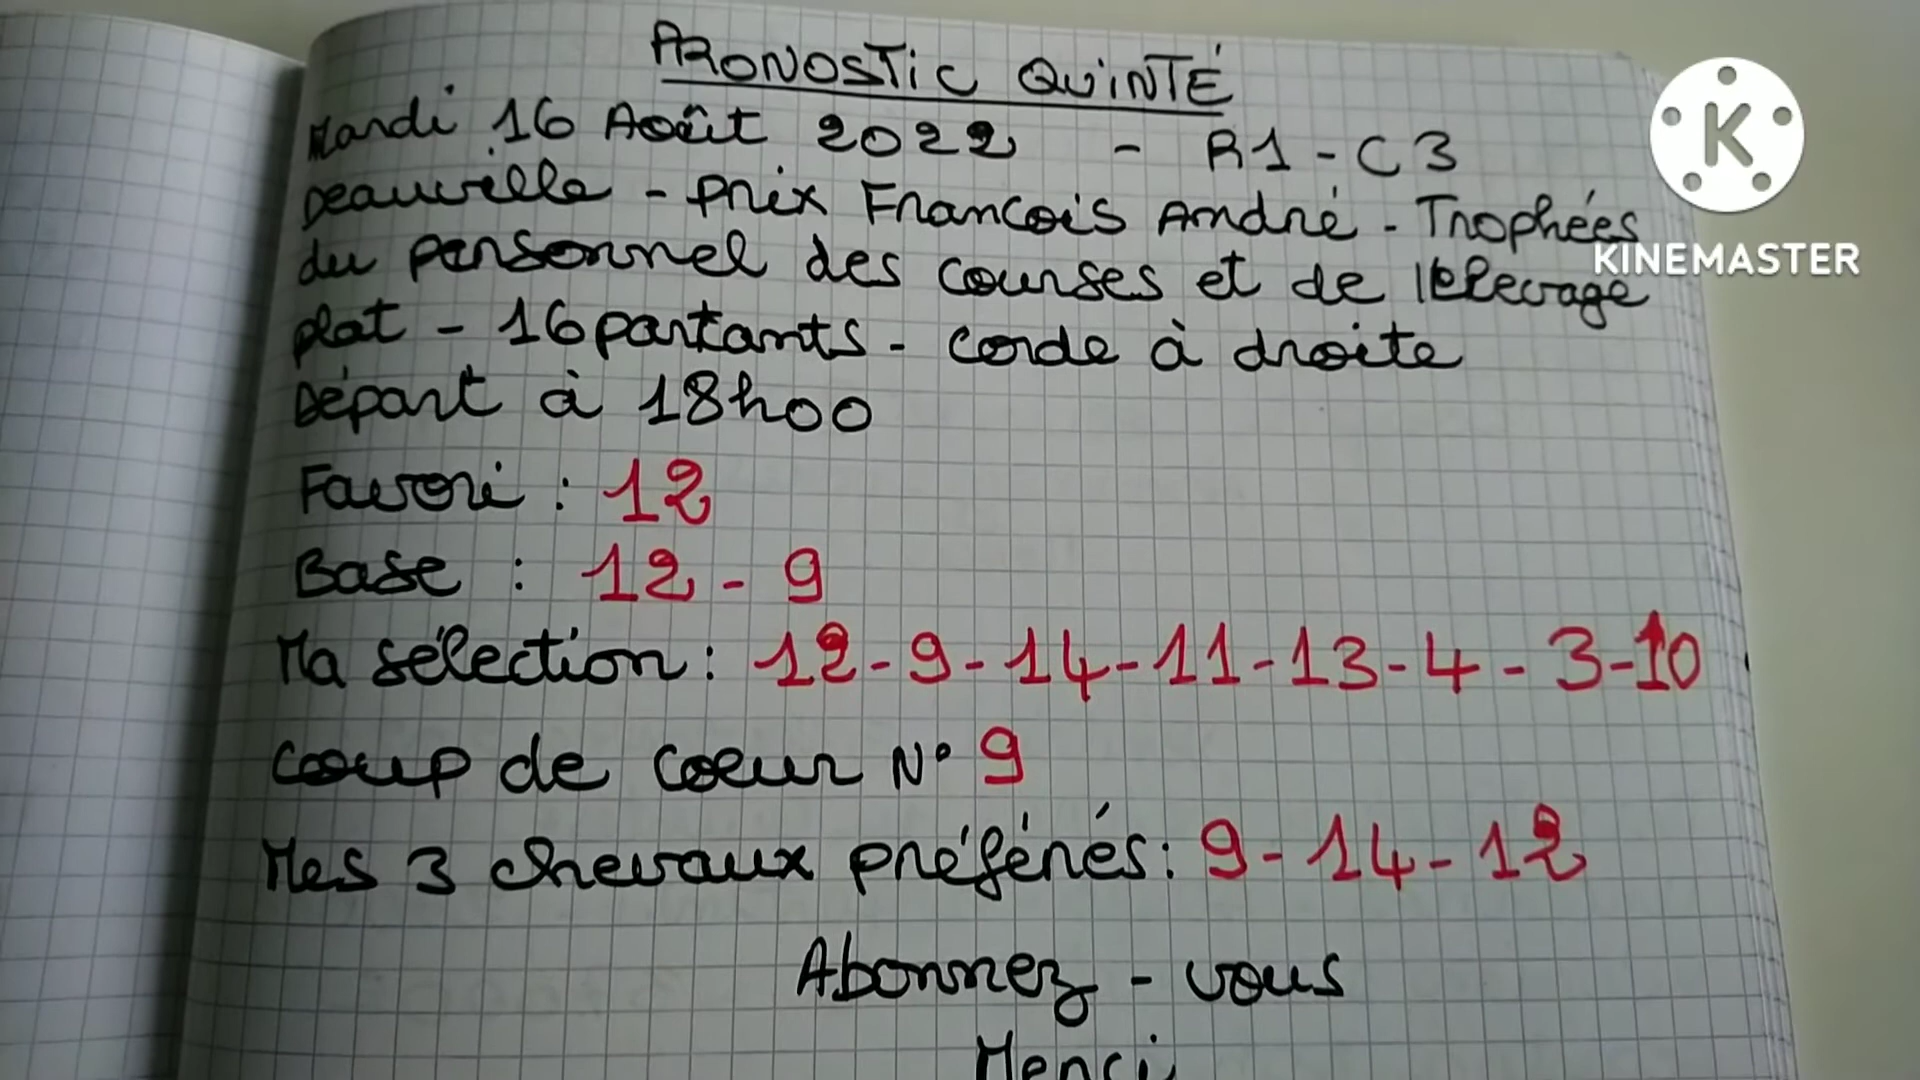 PRONOSTIC QUINTÉ
Mardi 16 Août 2022 - R1 - C3
Deauville - Prix Francois André - Trophées
du personnel des courses et de l'élevage
plat - 16 partants - Corde à droite
Départ à 18h00
Favori : 12
Base : 12 - 9
Ma sélection : 12 - 9 - 14 - 11 - 13 - 4 - 3 - 10
Coup de coeur N° 9
Mes 3 chevaux préférés : 9 - 14 - 12
Abonnez - vous
Merci
K
KINEMASTER